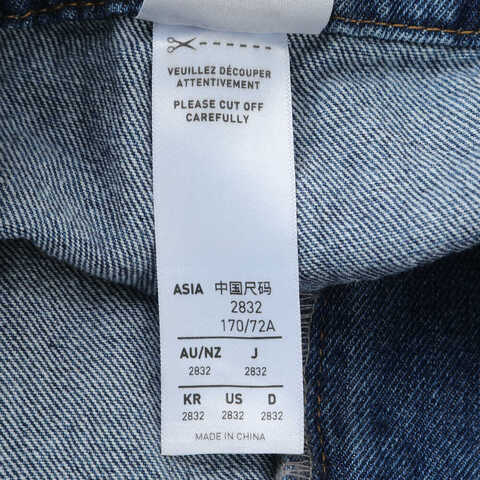 VEUILLEZ DÉCOUPER
ATTENTIVEMENT
PLEASE CUT OFF
CAREFULLY
ASIA 中国尺码
2832
170/72A
AU/NZ J
2832 2832
KR US D
2832 2832 2832
MADE IN CHINA